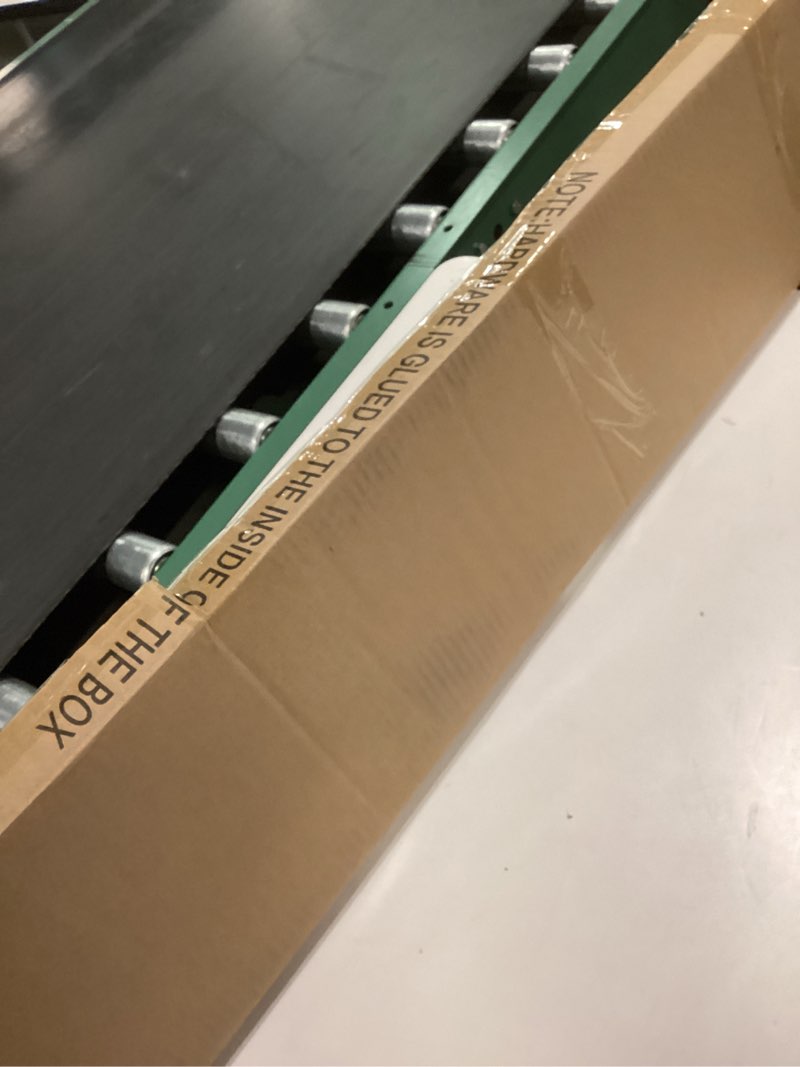 NOTE:HARDWARE IS GLUED TO THE INSIDE OF THE BOX